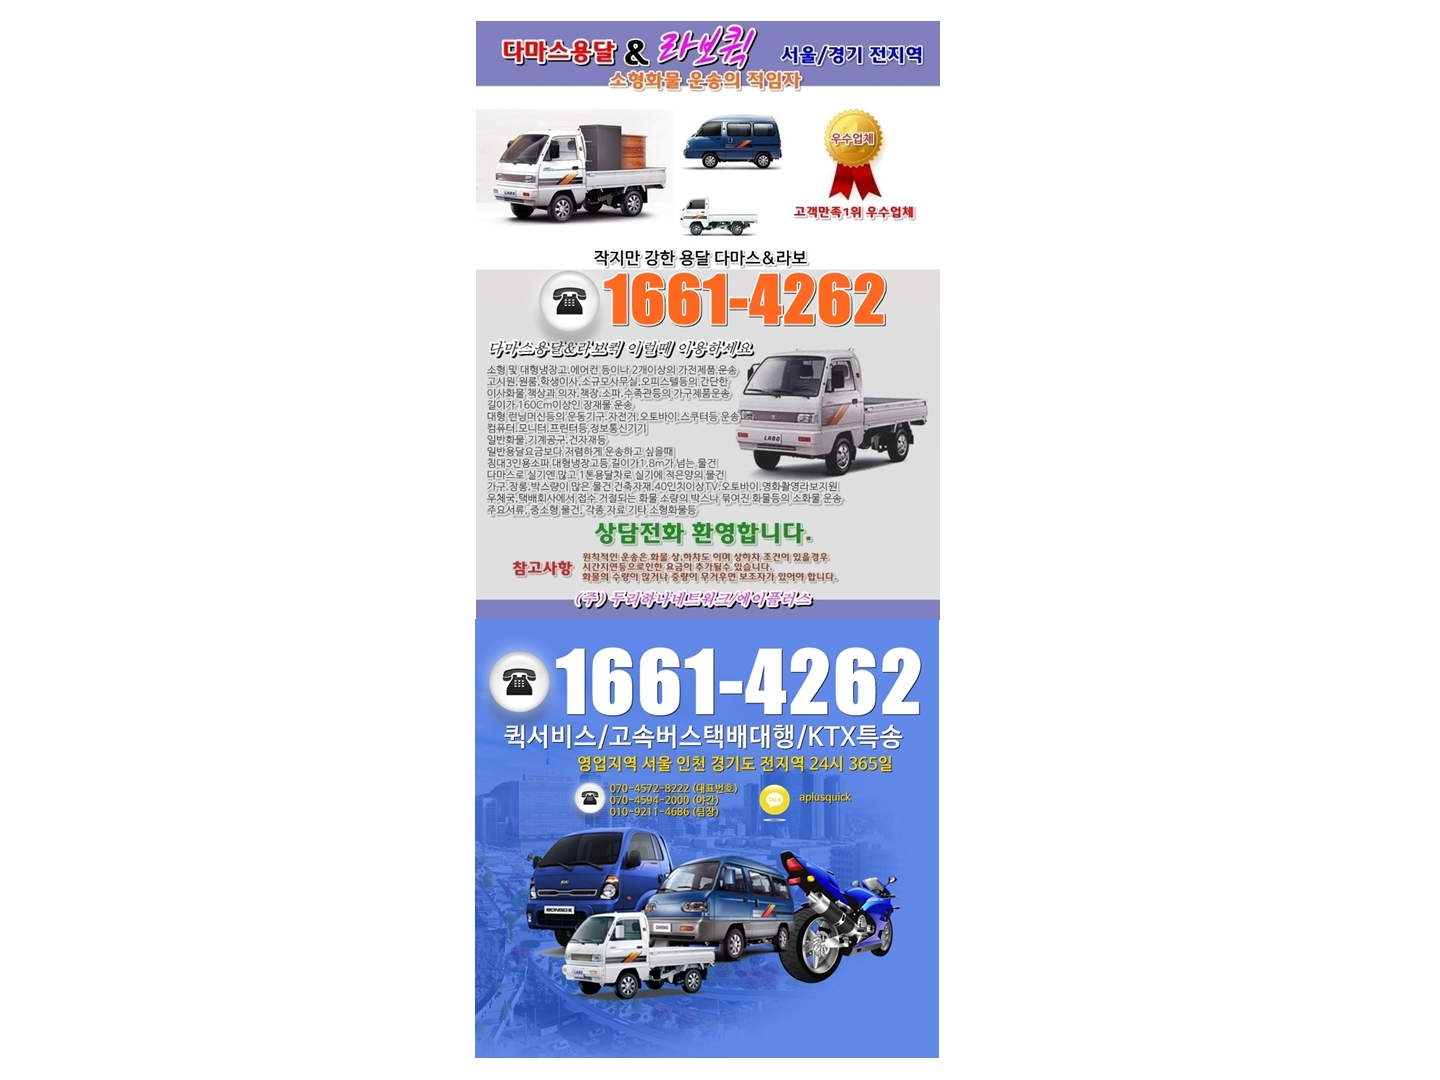 다마스용달 & 라보퀵 서울/경기 전지역
소형화물 운송의 적임자
우수업체
고객만족1위 우수업체
LABO
작지만 강한 용달 다마스&라보
1661-4262
다마스용달&라보퀵 이럴때 이용하세요
소형 및 대형냉장고.에어컨 등이나 2개이상의 가전제품 운송
고시원.원룸.학생이사.소규모사무실.오피스텔등의 간단한
이사화물 책상과 의자.책장.소파.수족관등의 가구제품운송
길이가 160Cm이상인 장재물 운송
대형 런닝머신등의 운동기구.자전거.오토바이.스쿠터등 운송
컴퓨터.모니터.프린터등 정보통신기기
일반화물.기계공구.건자재등
일반용달요금보다 저렴하게 운송하고 싶을때
침대3인용소파 대형냉장고등 길이가1.8m가 넘는 물건
다마스로 실기엔 많고 1톤용달차로 실기에 적은양의 물건
가구.장롱.박스량이 많은 물건 건축자재.40인치이상TV.오토바이.영화촬영라보지원
우체국.택배회사에서 접수 거절되는 화물 소량의 박스나 묶여진 화물등의 소화물 운송
주요서류, 중소형 물건, 각종 자료 기타 소형화물등
LABO
상담전화 환영합니다.
참고사항
원칙적인 운송은 화물 상,하차도 이며 상하차 조건이 있을경우
시간지연등으로인한 요금이 추가될수 있습니다.
화물의 수량이 많거나 중량이 무거우면 보조자가 있어야 합니다.
(주) 두리하나네트워크/에이플러스
1661-4262
퀵서비스/고속버스택배대행/KTX특송
영업지역 서울 인천 경기도 전지역 24시 365일
070-4572-8222 (대표번호)
070-4594-2000 (야간)
010-9211-4686 (팀장)
TALK
aplusquick
BONGO III
DAMAS
LABO